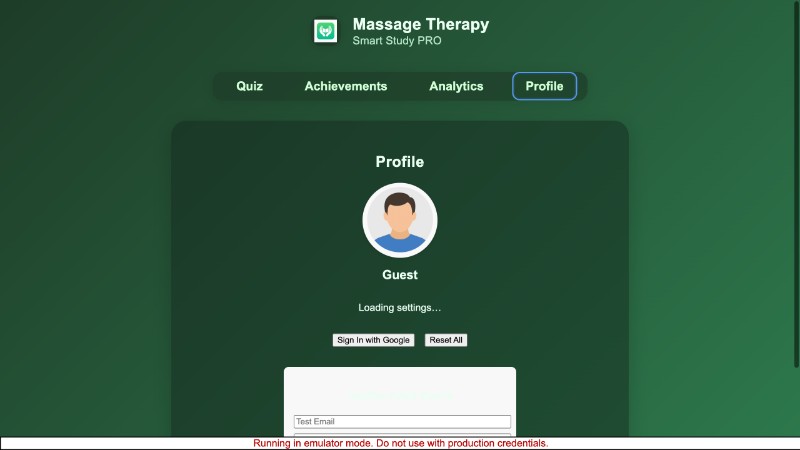 Massage Therapy
Smart Study PRO
Quiz Achievements Analytics Profile
Profile
Guest
Loading settings...
Sign In with Google Reset All
Test Email
Running in emulator mode. Do not use with production credentials.